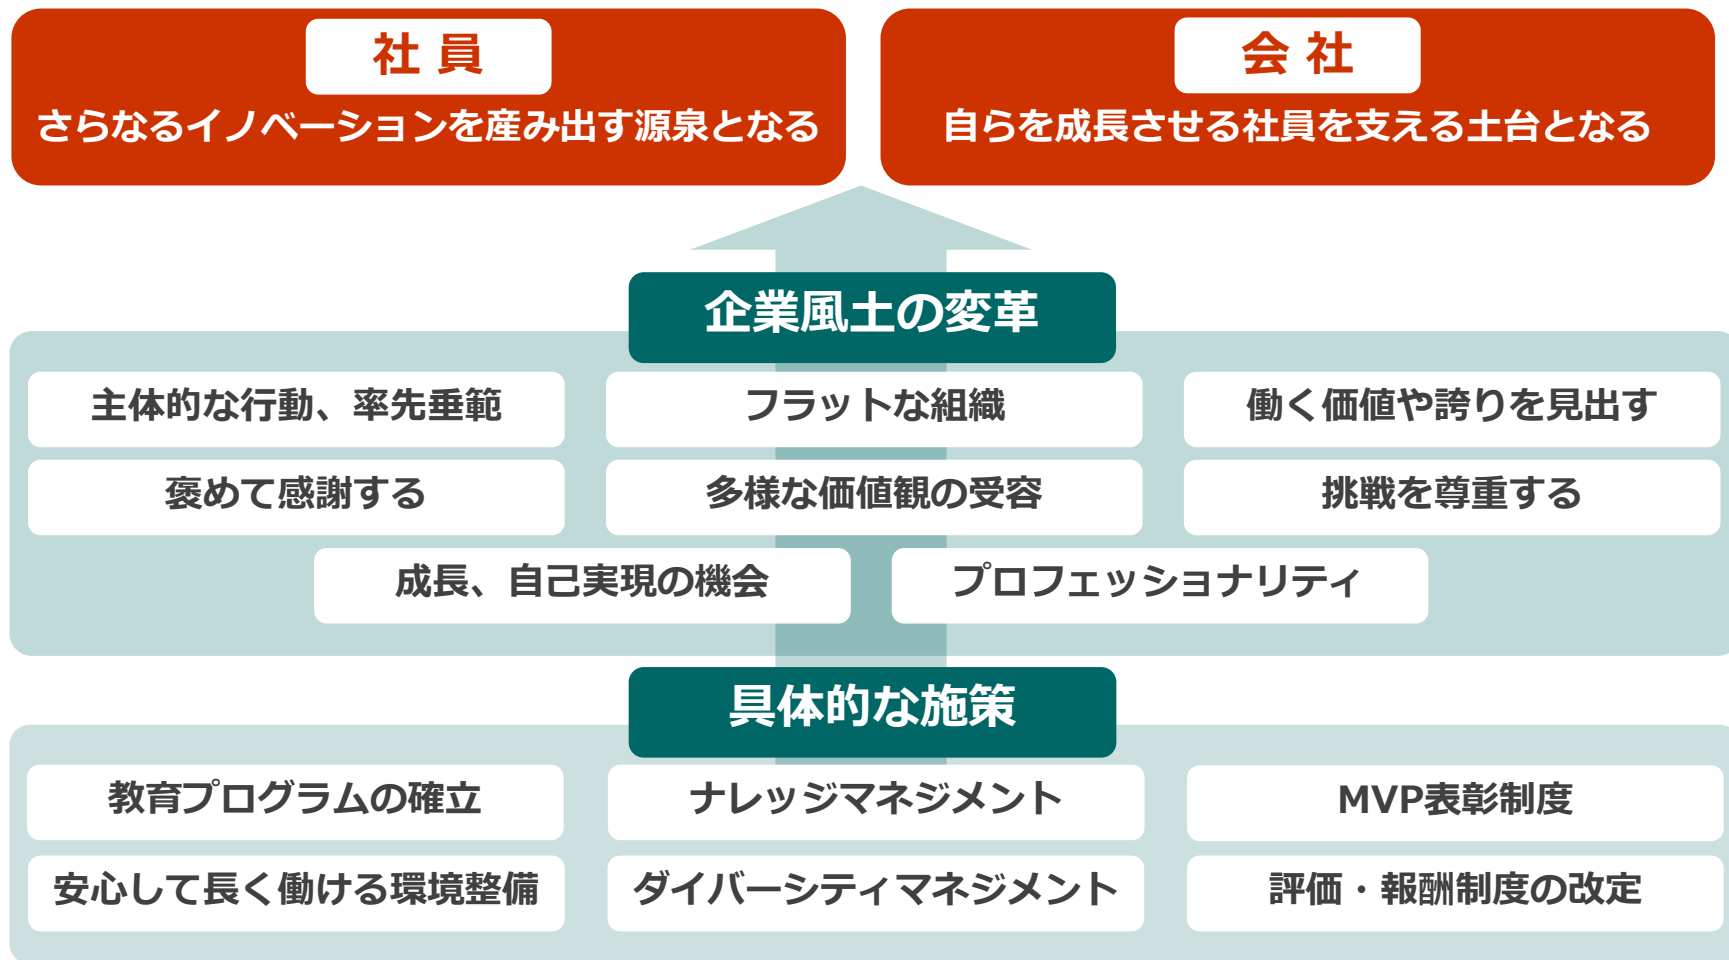 社 員
さらなるイノベーションを産み出す源泉となる
会 社
自らを成長させる社員を支える土台となる
企業風土の変革
主体的な行動、率先垂範
フラットな組織
働く価値や誇りを見出す
褒めて感謝する
多様な価値観の受容
挑戦を尊重する
成長、自己実現の機会
プロフェッショナリティ
具体的な施策
教育プログラムの確立
ナレッジマネジメント
MVP表彰制度
安心して長く働ける環境整備
ダイバーシティマネジメント
評価・報酬制度の改定